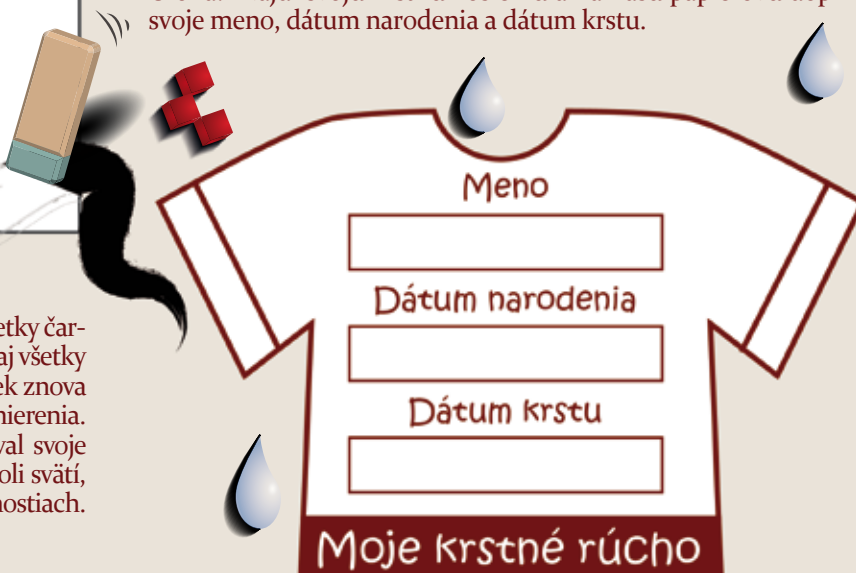 svoje meno, dátum narodenia a dátum krstu.
Meno
Dátum narodenia
Dátum krstu
Moje krstné rúcho
etky čar-
aj všetky
ek znova
nierenia.
val svoje
oli svätí,
nostiach.